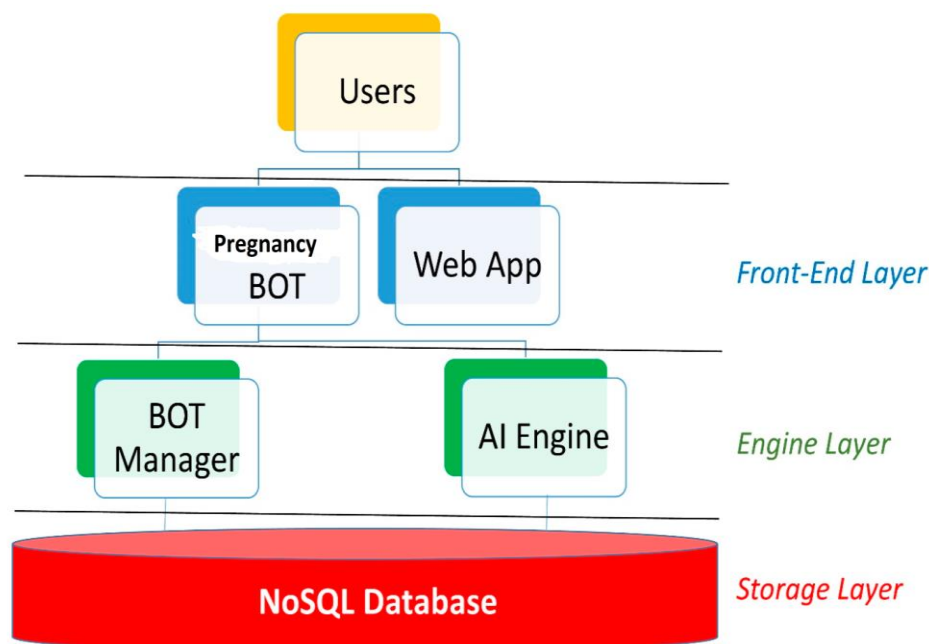 Users
Pregnancy
BOT
Web App
Front-End Layer
BOT
Manager
AI Engine
Engine Layer
NoSQL Database
Storage Layer